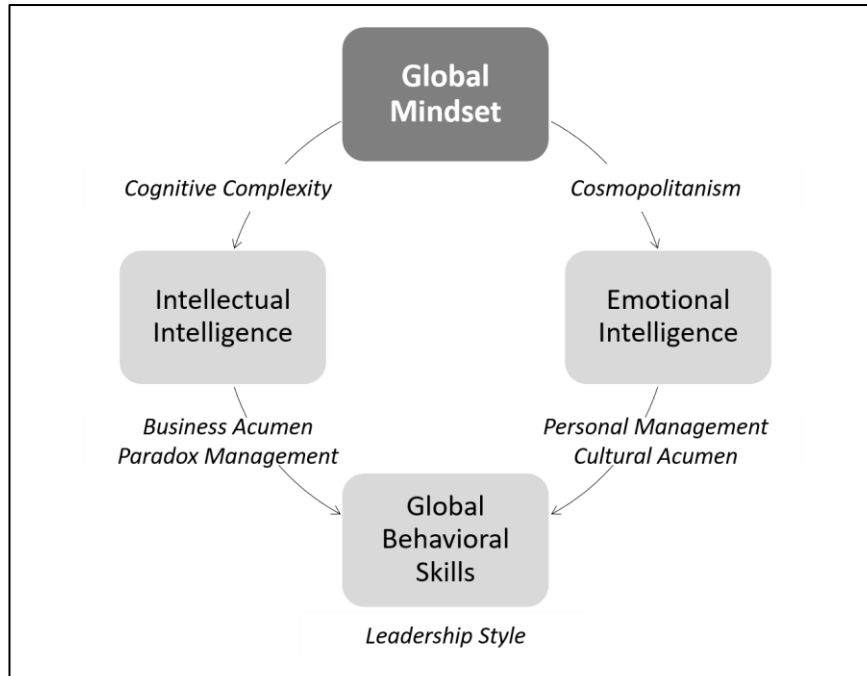 Global
Mindset
Cognitive Complexity
Cosmopolitanism
Intellectual
Intelligence
Emotional
Intelligence
Business Acumen
Paradox Management
Personal Management
Cultural Acumen
Global
Behavioral
Skills
Leadership Style